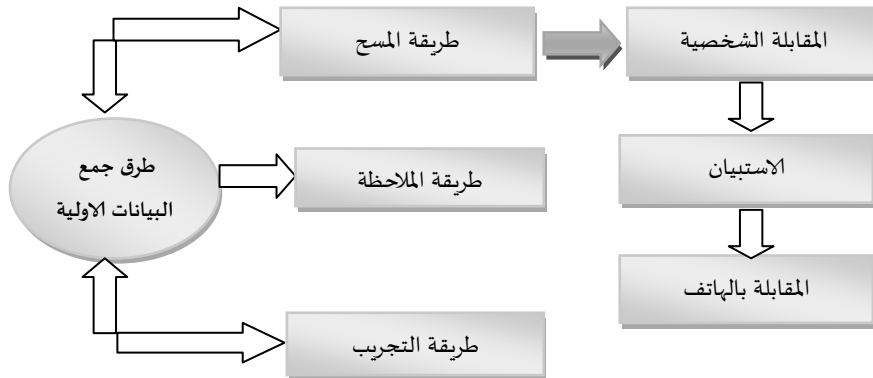 طريقة المسح
المقابلة الشخصية
طرق جمع
البيانات الاولية
طريقة الملاحظة
الاستبيان
المقابلة بالهاتف
طريقة التجريب